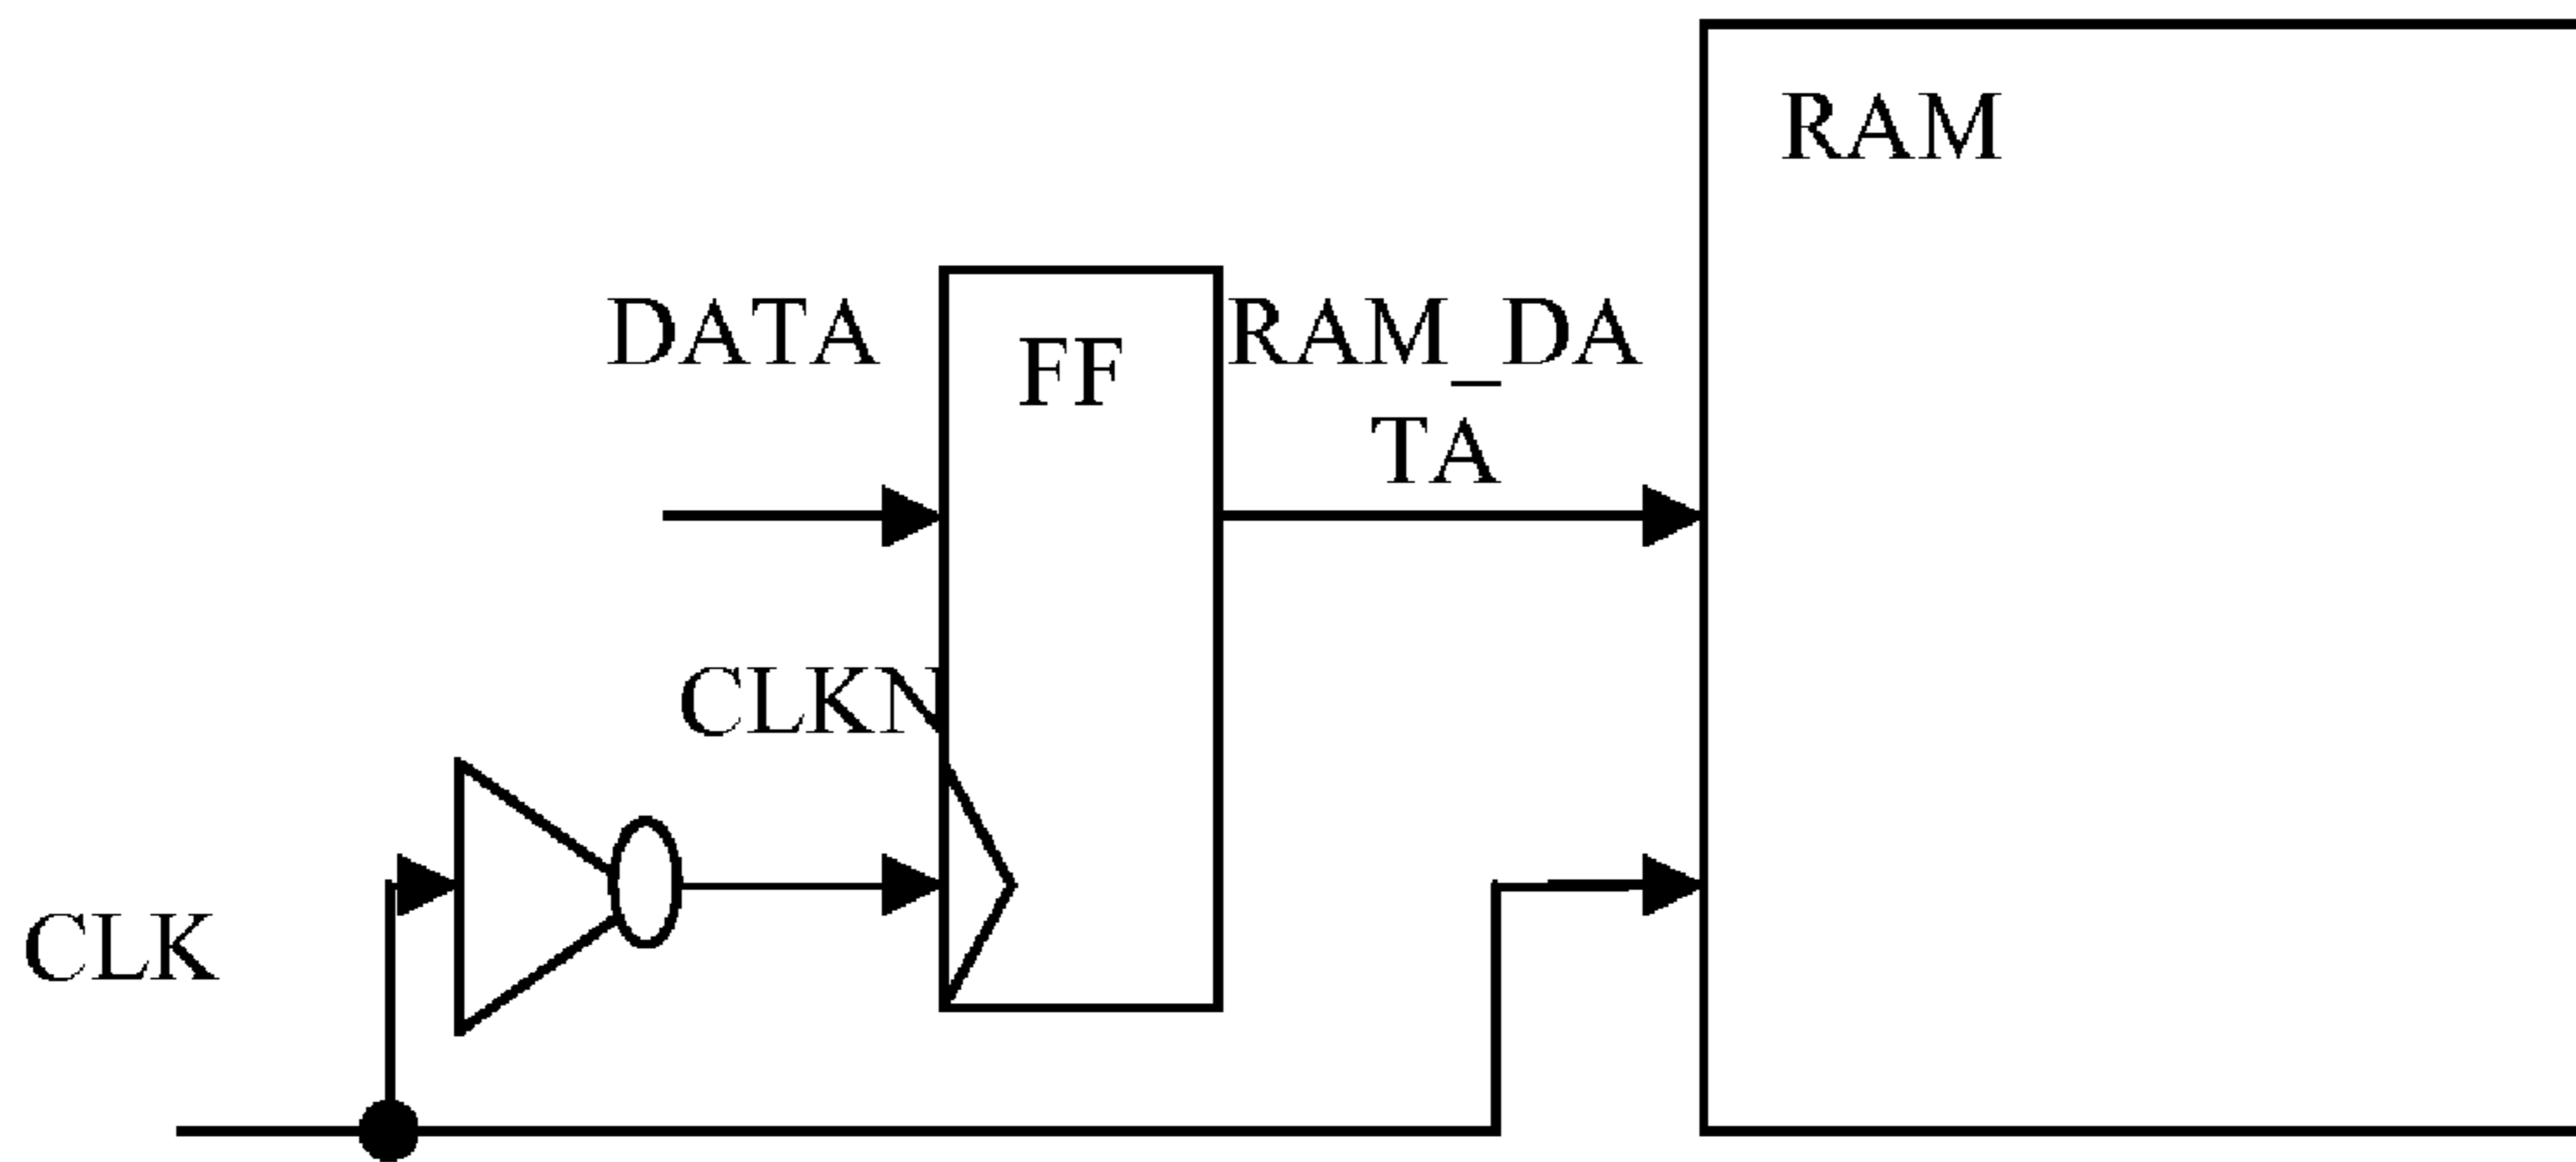 RAM
DATA
FF
RAM_DA
TA
CLKN
CLK